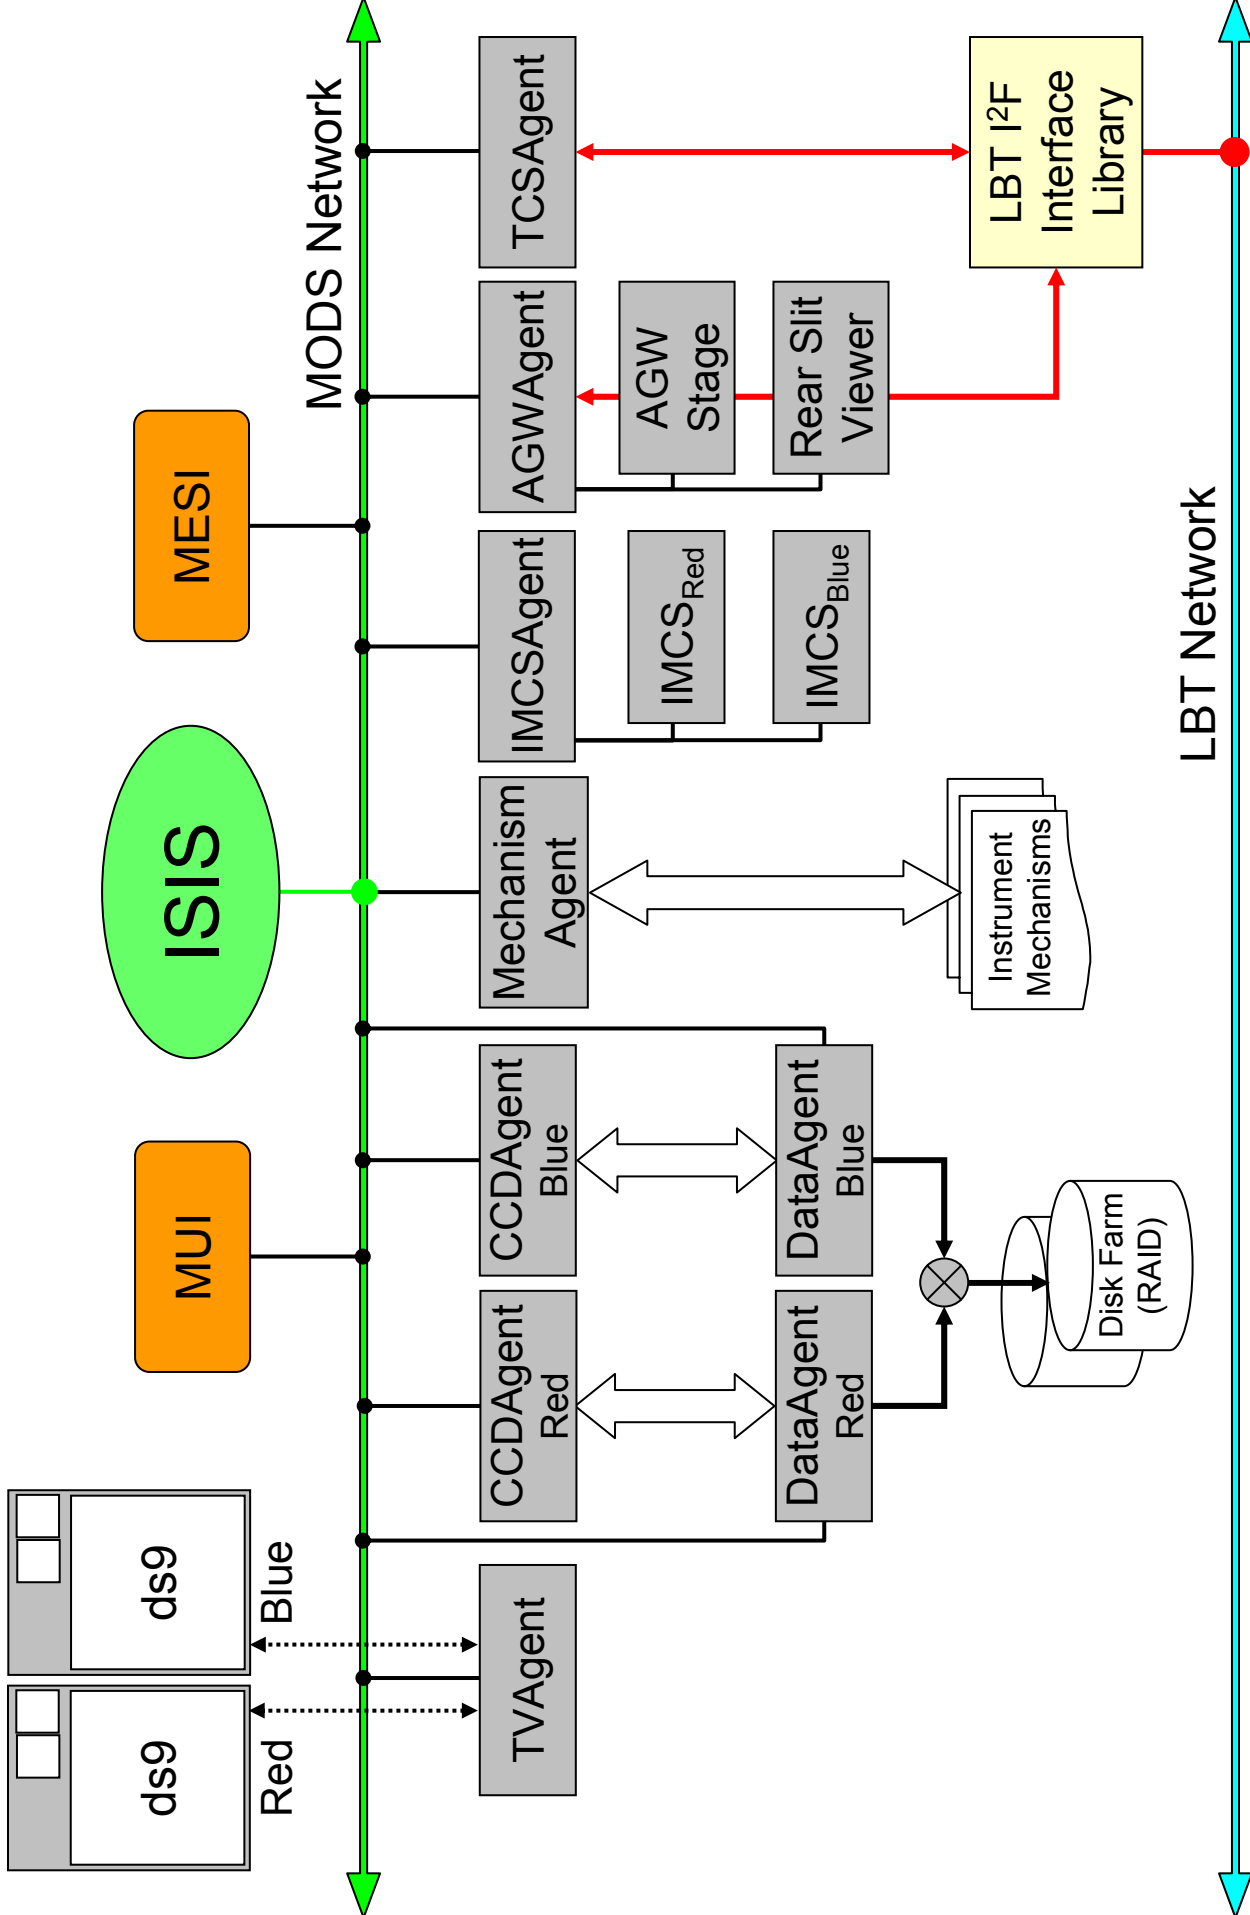 ds9
Red
ds9
Blue
MUI
ISIS
MESI
MODS Network
TVAgent
CCDAgent
Red
CCDAgent
Blue
Mechanism
Agent
IMCSAgent
AGWAgent
TCSAgent
DataAgent
Red
DataAgent
Blue
IMCSRed
IMCSBlue
AGW
Stage
Rear Slit
Viewer
LBT I²F
Interface
Library
Instrument
Mechanisms
Disk Farm
(RAID)
LBT Network